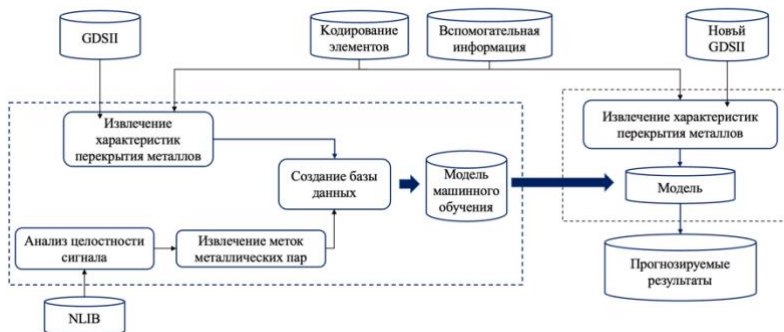 GDSII
Кодирование
элементов
Вспомогательная
информация
Новъй
GDSII
Извлечение
характеристик
перекрытия металлов
Извлечение характеристик
перекрытия металлов
Создание базы
данных
Модель
машинного
обучения
Модель
Анализ целостности
сигнала
Извлечение меток
металлических пар
Прогнозируемые
результаты
NLIB